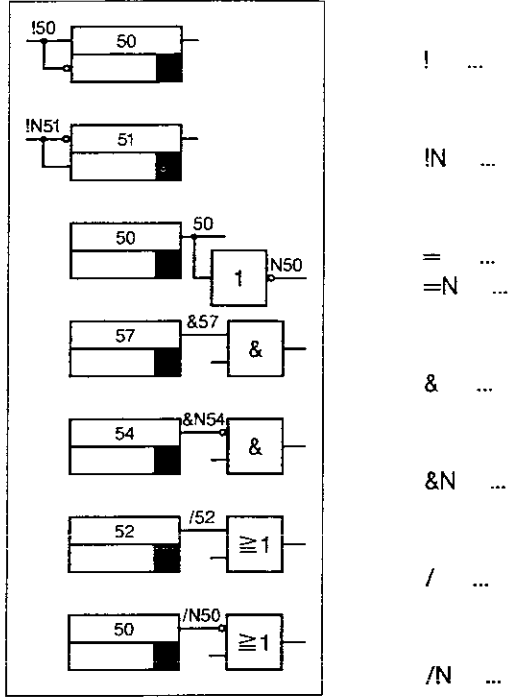 !50
50
! ...
!N51
51
!N ...
50
50
1
N50
= ...
=N ...
57
&57
&
& ...
54
&N54
&
&N ...
52
/52
≧1
/ ...
50
/N50
≧1
/N ...